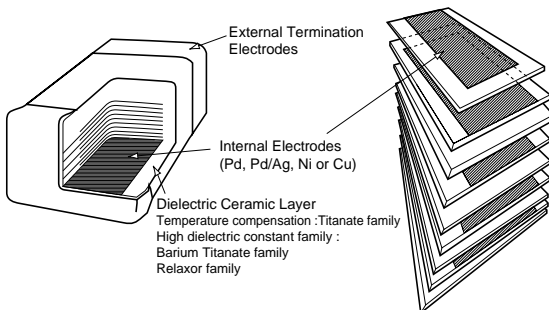 External Termination
Electrodes
Internal Electrodes
(Pd, Pd/Ag, Ni or Cu)
Dielectric Ceramic Layer
Temperature compensation :Titanate family
High dielectric constant family :
Barium Titanate family
Relaxor family